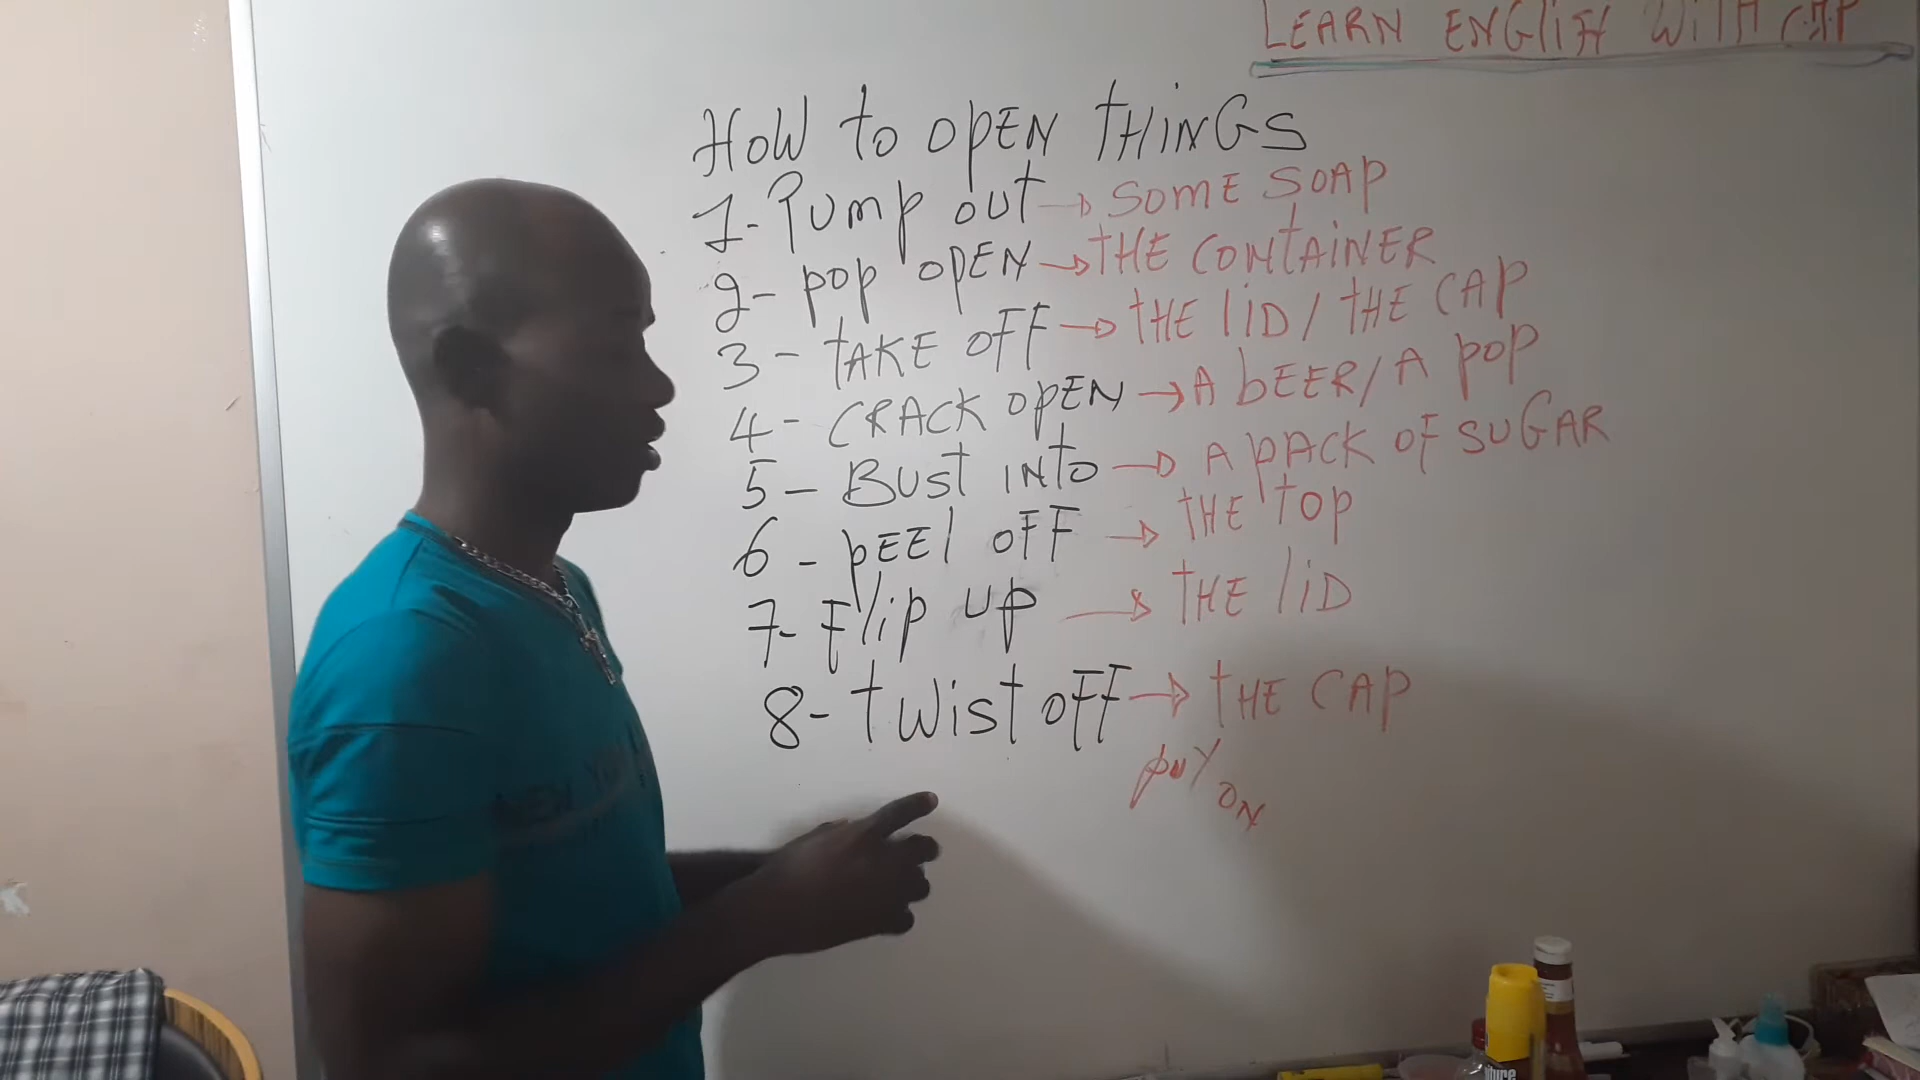 LEARN ENGLISH WITH CAP
HOW TO OPEN THINGS
1- Pump out → SOME SOAP
2- pop OPEN → THE CONTAINER
3- TAKE OFF → THE LID / THE CAP
4- CRACK OPEN → A BEER / A POP
5- BUST INTO → A PACK OF SUGAR
6- PEEL OFF → THE TOP
7- Flip UP → THE LID
8- Twist OFF → THE CAP
ON